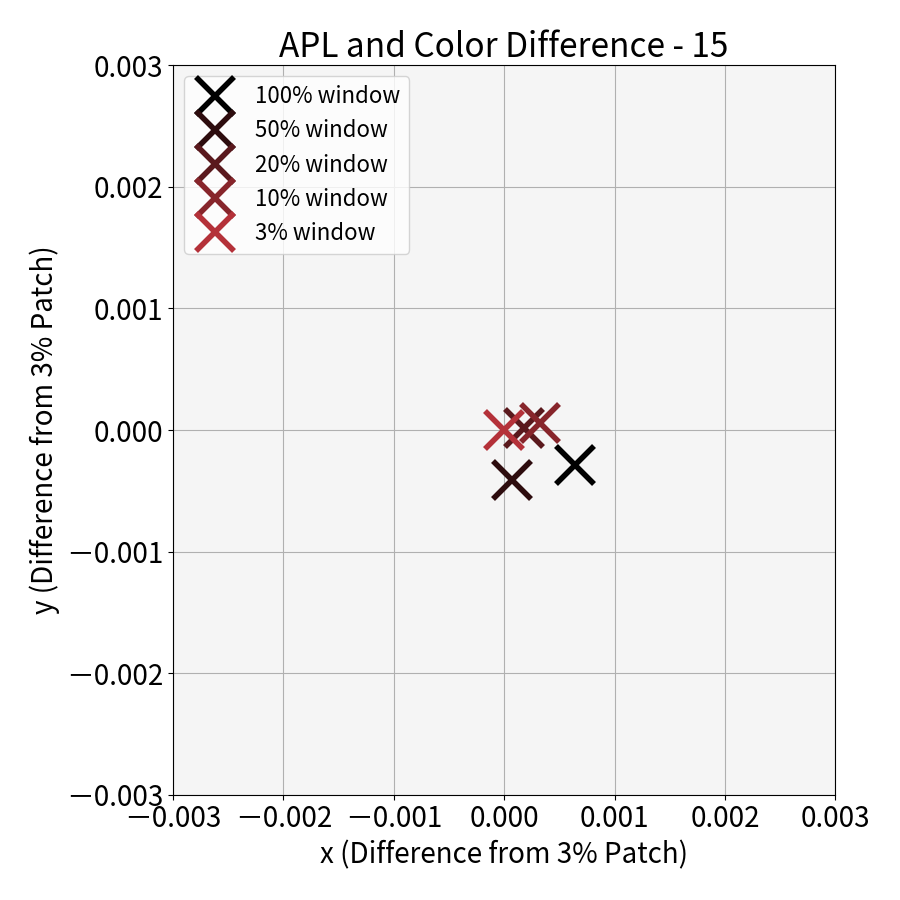 APL and Color Difference - 15
100% window
50% window
20% window
10% window
3% window
y (Difference from 3% Patch)
0.003
0.002
0.001
0.000
−0.001
−0.002
−0.003
−0.003 −0.002 −0.001 0.000 0.001 0.002 0.003
x (Difference from 3% Patch)